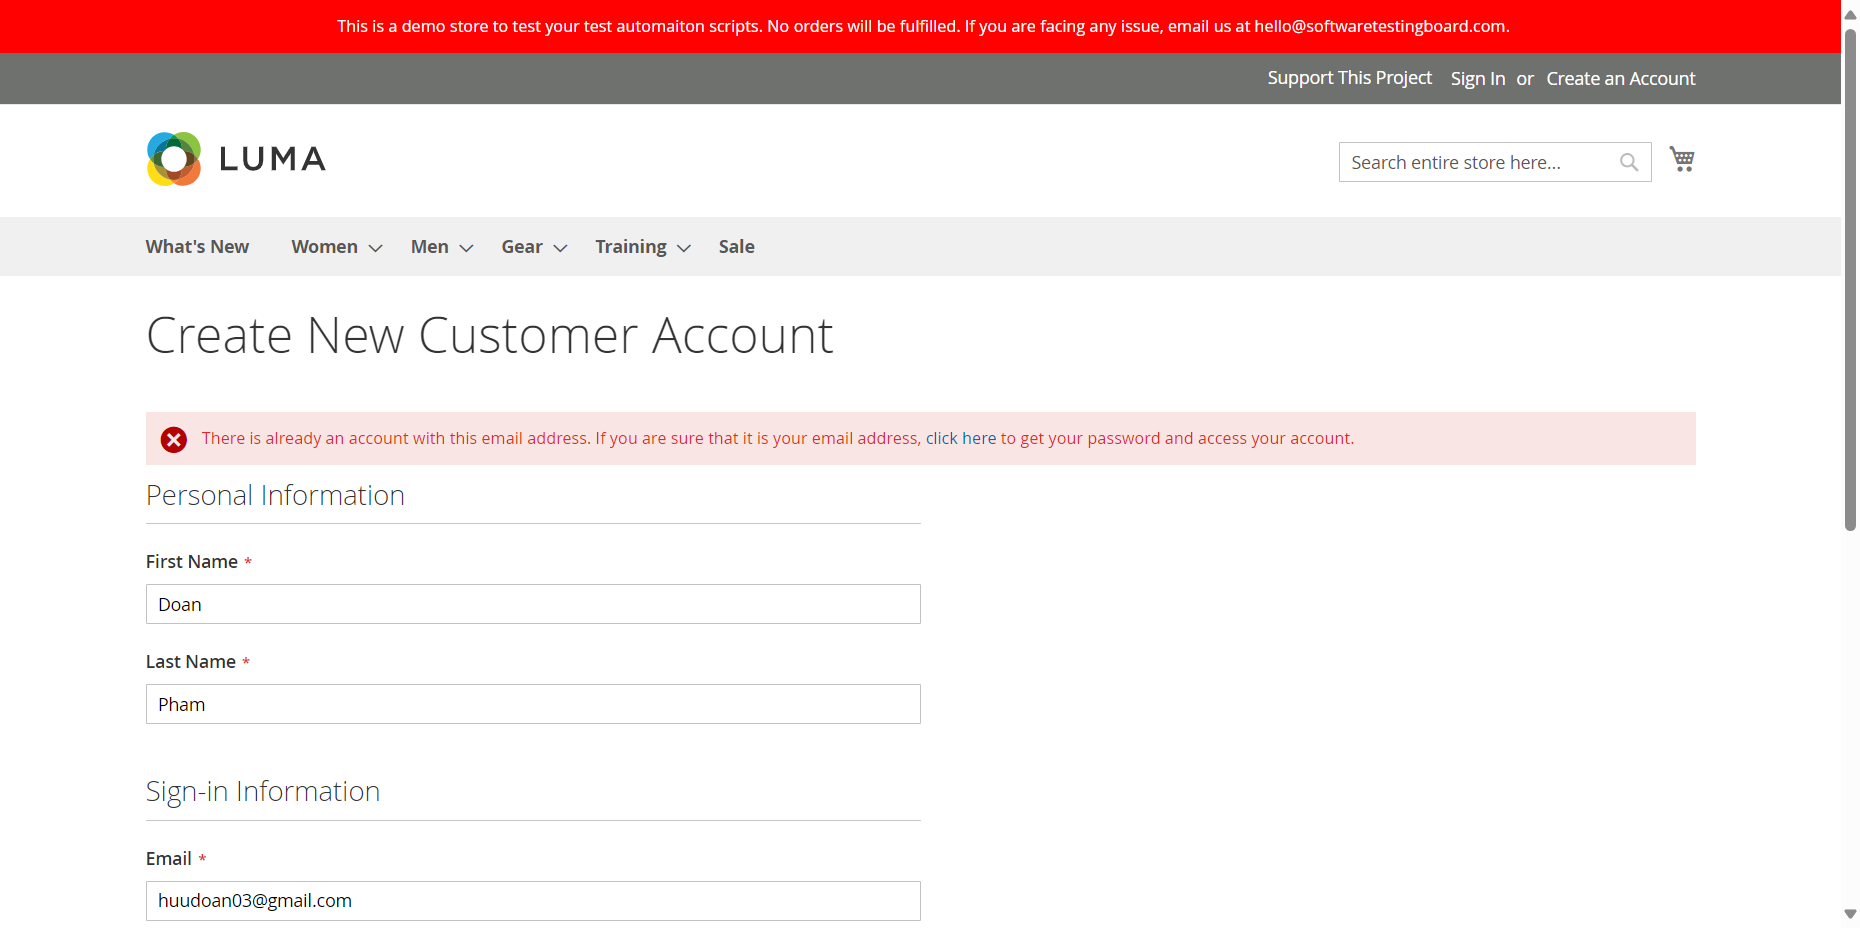 This is a demo store to test your test automaiton scripts. No orders will be fulfilled. If you are facing any issue, email us at hello@softwaretestingboard.com.
Support This Project Sign In or Create an Account
LUMA
Search entire store here...
What's New Women Men Gear Training Sale
Create New Customer Account
There is already an account with this email address. If you are sure that it is your email address, click here to get your password and access your account.
Personal Information
First Name *
Doan
Last Name *
Pham
Sign-in Information
Email *
huudoan03@gmail.com